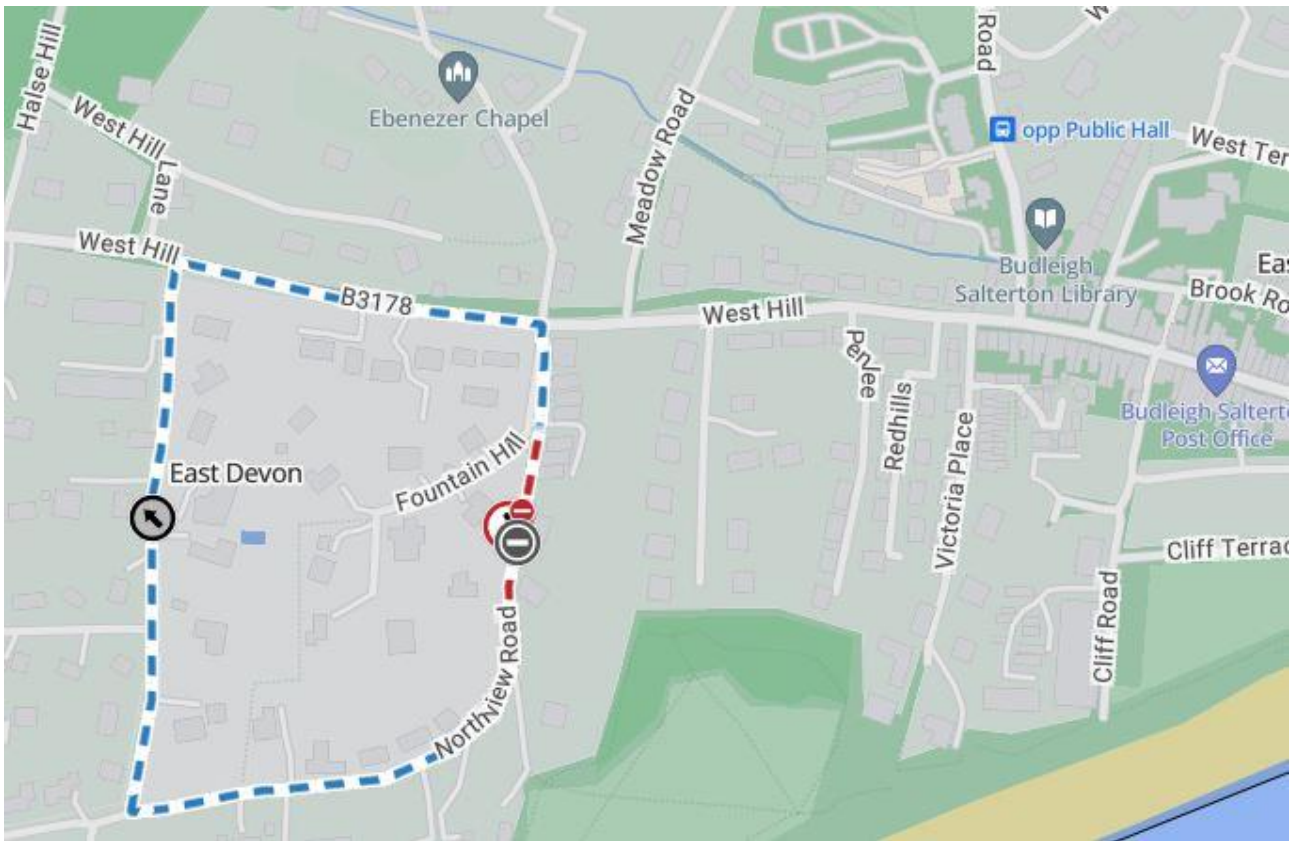 Halse Hill
West Hill
Lane
West Hill
B3178
Ebenezer Chapel
Meadow Road
Road
W
opp Public Hall
West Ter
Budleigh
Salterton Library
Eas
Brook Ro
West Hill
Penlee
Redhills
Victoria Place
Budleigh Salterto
Post Office
East Devon
Fountain Hill
Northview Road
Cliff Terrac
Cliff Road